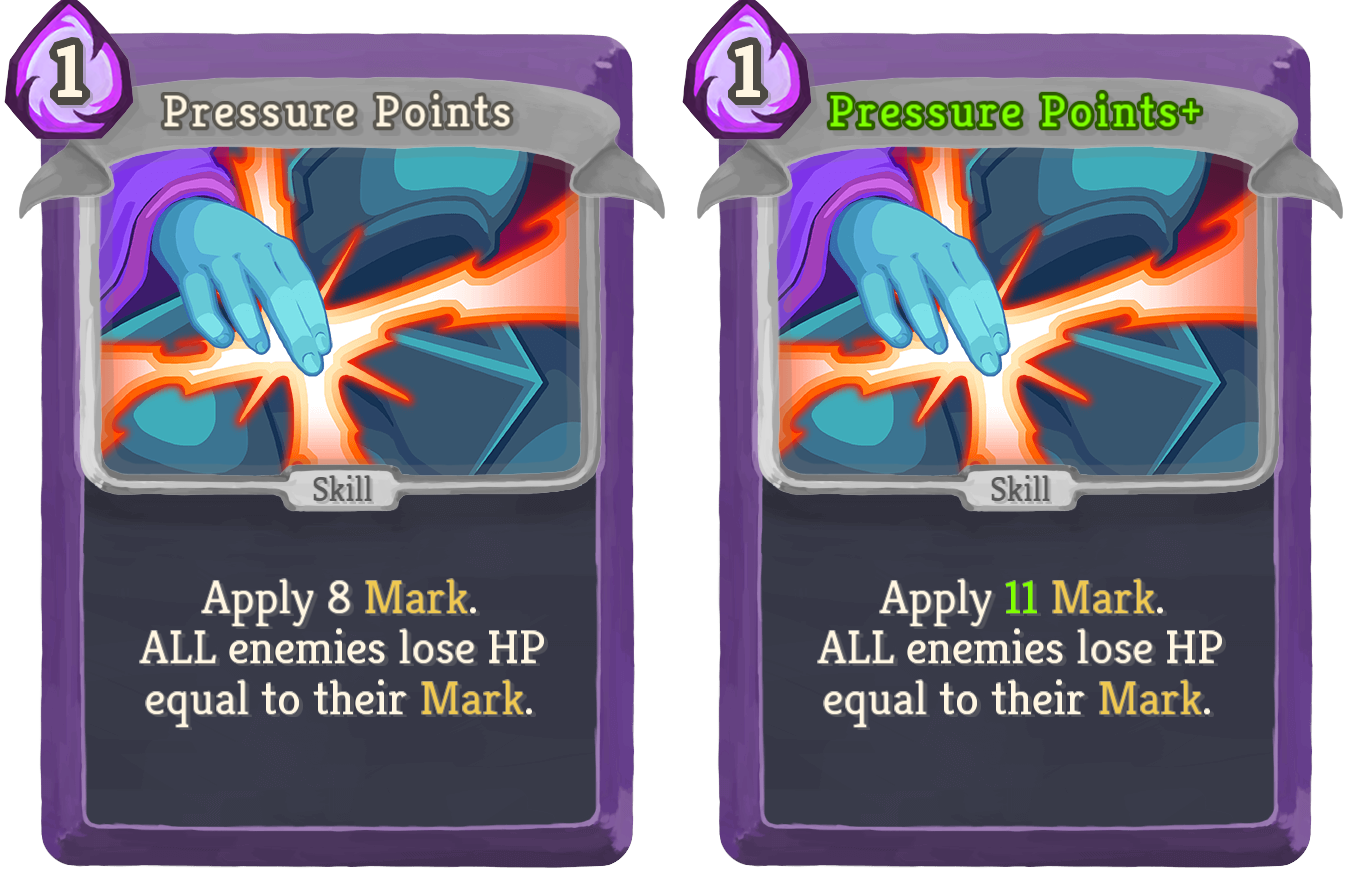 1
Pressure Points
Skill
Apply 8 Mark.
ALL enemies lose HP
equal to their Mark.
1
Pressure Points+
Skill
Apply 11 Mark.
ALL enemies lose HP
equal to their Mark.